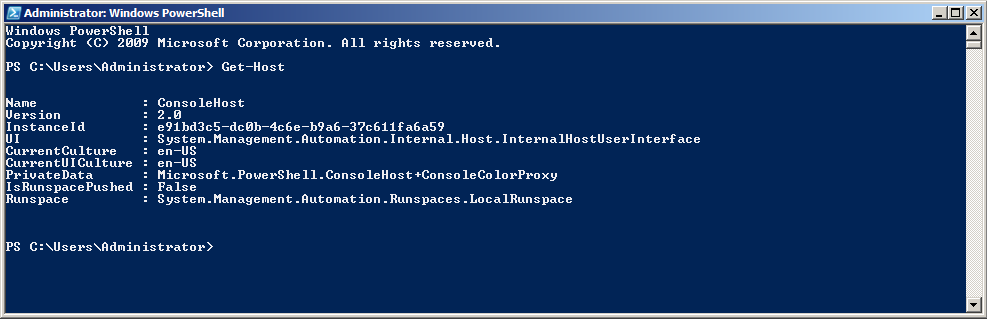 Administrator: Windows PowerShell
Windows PowerShell
Copyright (C) 2009 Microsoft Corporation. All rights reserved.
PS C:\Users\Administrator> Get-Host
Name : ConsoleHost
Version : 2.0
InstanceId : e91bd3c5-dc0b-4c6e-b9a6-37c611fa6a59
UI : System.Management.Automation.Internal.Host.InternalHostUserInterface
CurrentCulture : en-US
CurrentUICulture : en-US
PrivateData : Microsoft.PowerShell.ConsoleHost+ConsoleColorProxy
IsRunspacePushed : False
Runspace : System.Management.Automation.Runspaces.LocalRunspace
PS C:\Users\Administrator>